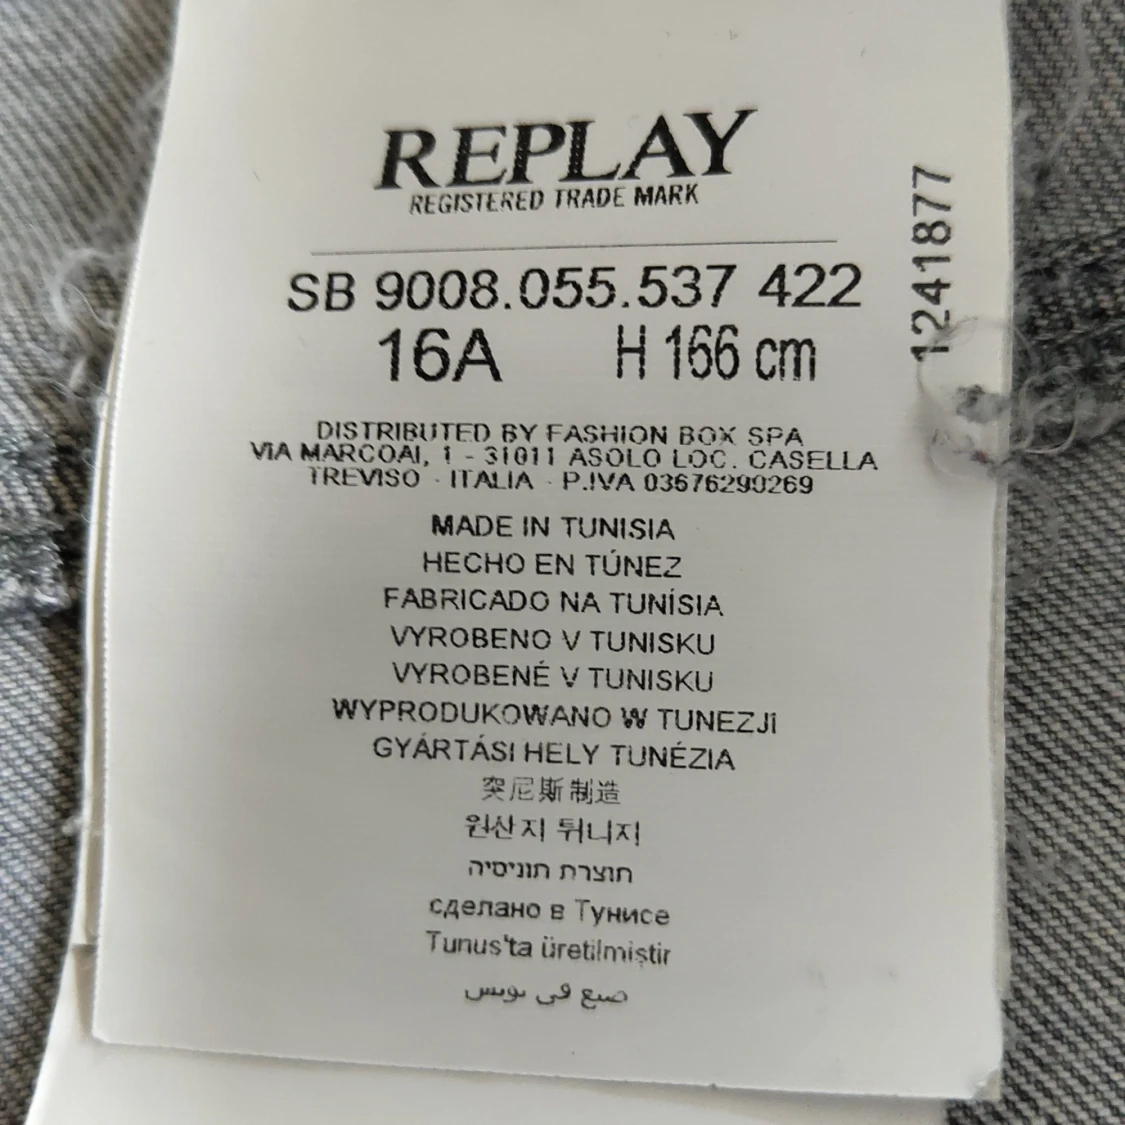 REPLAY
REGISTERED TRADE MARK
SB 9008.055.537 422
16A H 166 cm
1241877
DISTRIBUTED BY FASHION BOX SPA
VIA MARCOAI, 1 - 31011 ASOLO LOC. CASELLA
TREVISO - ITALIA - P.IVA 03676290269
MADE IN TUNISIA
HECHO EN TÚNEZ
FABRICADO NA TUNÍSIA
VYROBENO V TUNISKU
VYROBENÉ V TUNISKU
WYPRODUKOWANO W TUNEZJI
GYÁRTÁSI HELY TUNÉZIA
突尼斯制造
원산지 튀니지
תוצרת תוניסיה
сделано в Тунисе
Tunus'ta üretilmiştir
صنع في تونس